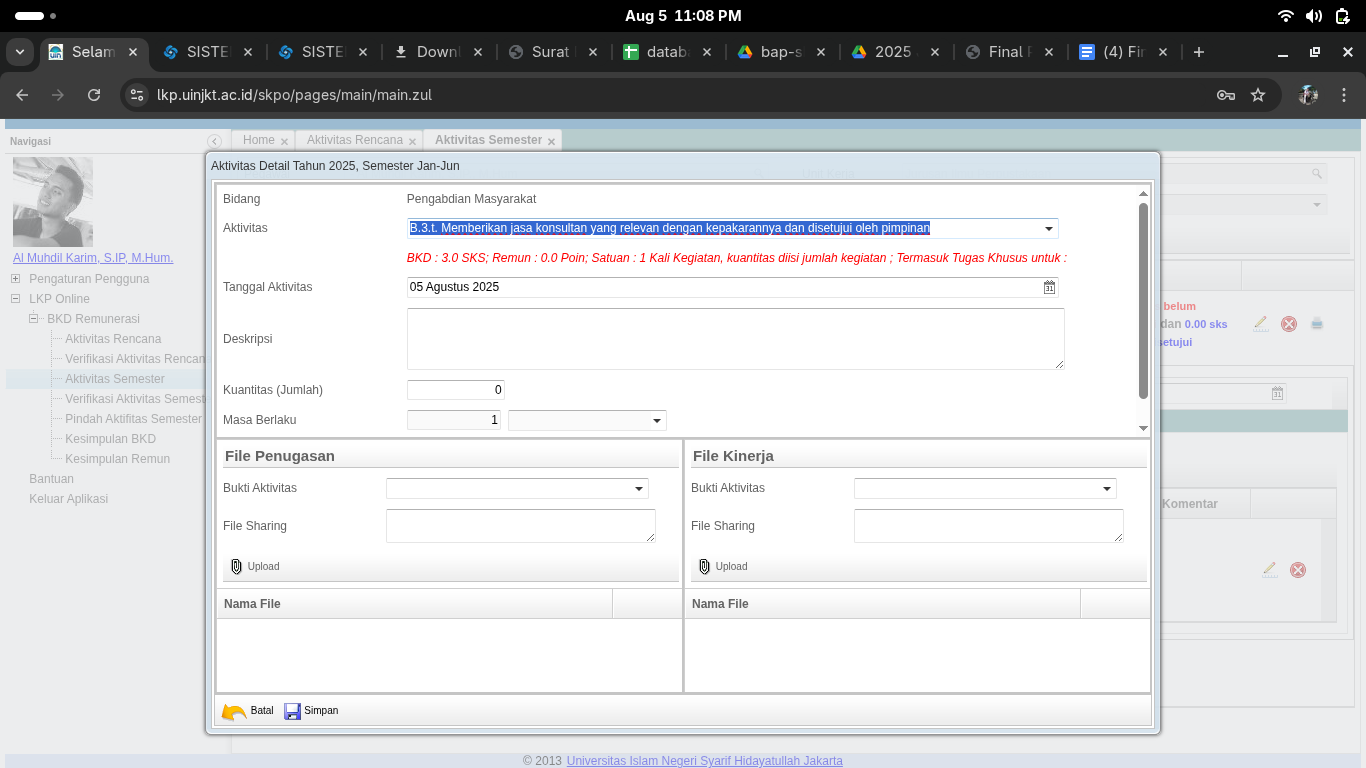 Aug 5 11:08 PM
Selam
SISTE
SISTE
Downl
Surat
datab
bap-s
2025
Final
(4) Fir
lkp.uinjkt.ac.id/skpo/pages/main/main.zul
Navigasi
Home
Aktivitas Rencana
Aktivitas Semester
Al Muhdil Karim, S.IP, M.Hum.
Pengaturan Pengguna
LKP Online
BKD Remunerasi
Aktivitas Rencana
Verifikasi Aktivitas Rencan
Aktivitas Semester
Verifikasi Aktivitas Semest
Pindah Aktifitas Semester
Kesimpulan BKD
Kesimpulan Remun
Bantuan
Keluar Aplikasi
Aktivitas Detail Tahun 2025, Semester Jan-Jun
Bidang Pengabdian Masyarakat
Aktivitas B.3.t. Memberikan jasa konsultan yang relevan dengan kepakarannya dan disetujui oleh pimpinan
BKD : 3.0 SKS; Remun : 0.0 Poin; Satuan : 1 Kali Kegiatan, kuantitas diisi jumlah kegiatan ; Termasuk Tugas Khusus untuk :
Tanggal Aktivitas 05 Agustus 2025
Deskripsi
Kuantitas (Jumlah) 0
Masa Berlaku 1
File Penugasan
Bukti Aktivitas
File Sharing
Upload
Nama File
File Kinerja
Bukti Aktivitas
File Sharing
Upload
Nama File
Batal Simpan
belum
dan 0.00 sks
setujui
Komentar
© 2013 Universitas Islam Negeri Syarif Hidayatullah Jakarta